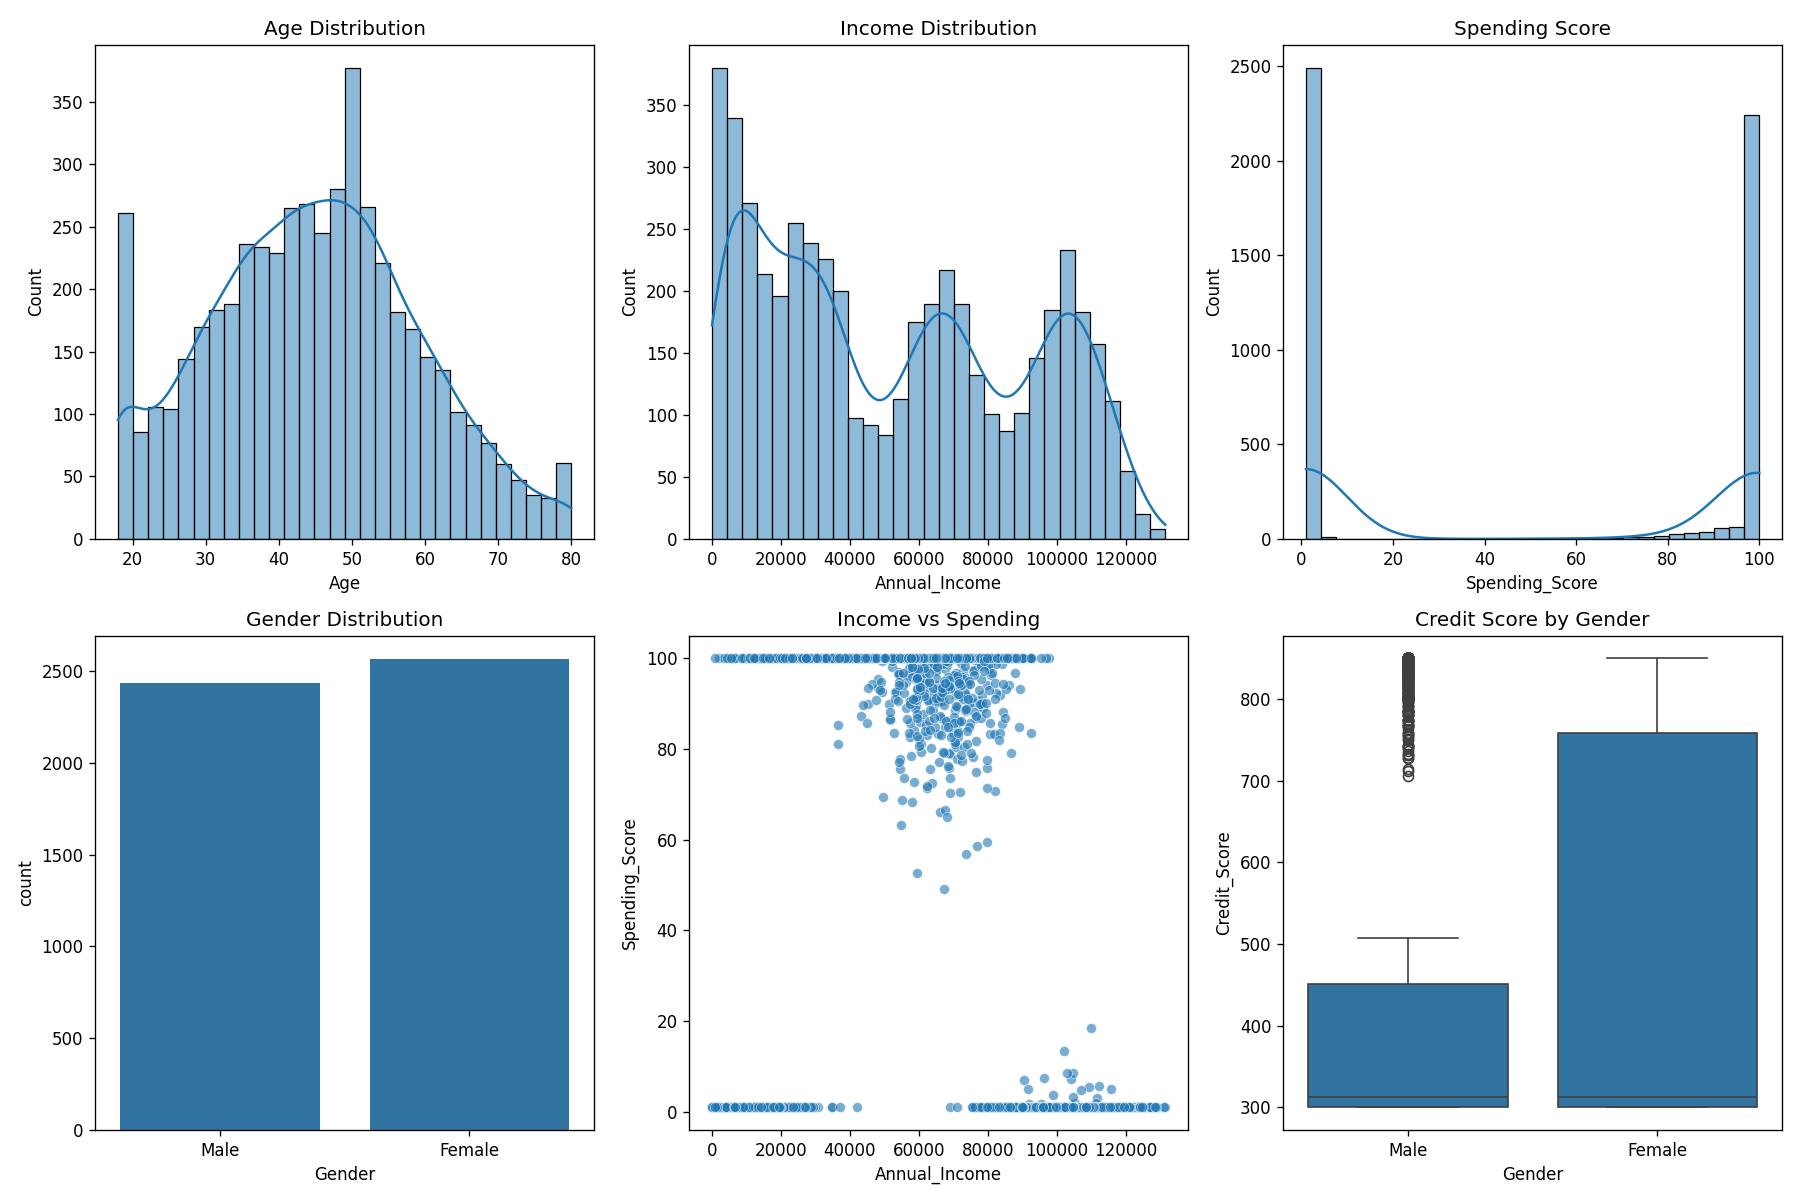 Age Distribution
Count
350
300
250
200
150
100
50
0
20 30 40 50 60 70 80
Age
Income Distribution
Count
350
300
250
200
150
100
50
0
0 20000 40000 60000 80000 100000 120000
Annual_Income
Spending Score
Count
2500
2000
1500
1000
500
0
0 20 40 60 80 100
Spending_Score
Gender Distribution
count
2500
2000
1500
1000
500
0
Male Female
Gender
Income vs Spending
Spending_Score
100
80
60
40
20
0
0 20000 40000 60000 80000 100000 120000
Annual_Income
Credit Score by Gender
Credit_Score
800
700
600
500
400
300
Male Female
Gender